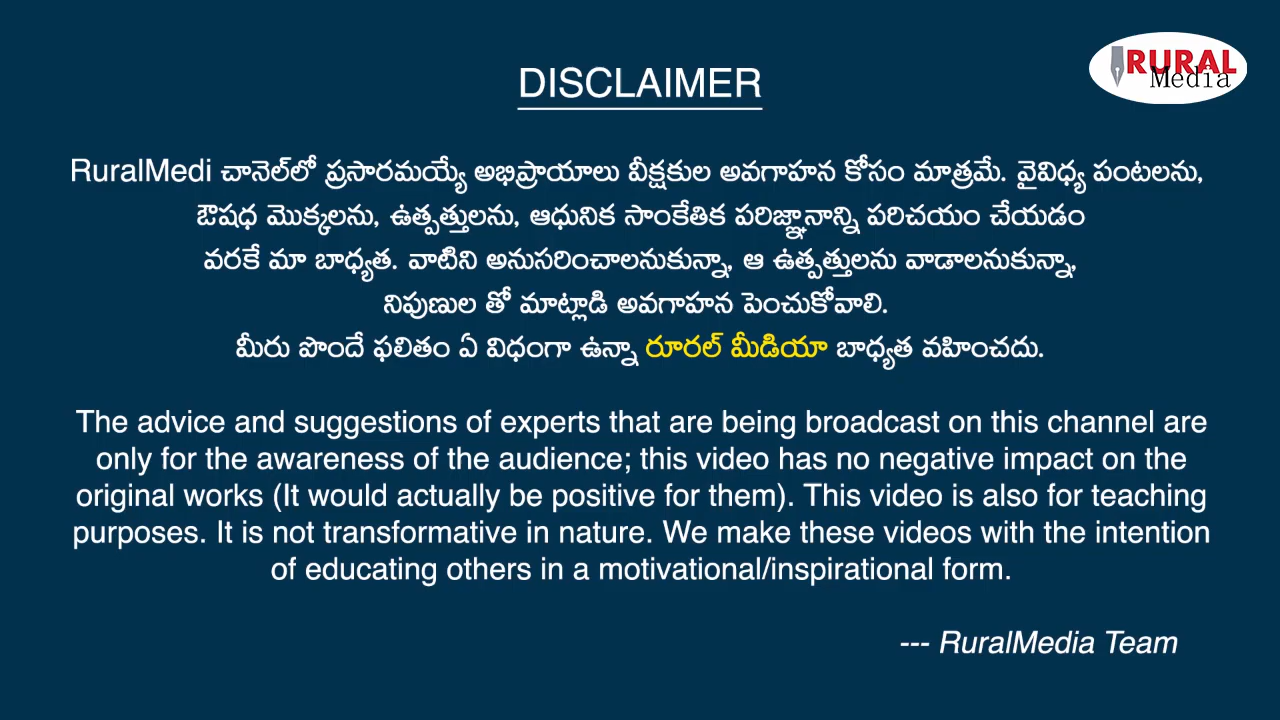 RURAL
Media
DISCLAIMER
RuralMedi చానెల్‌లో ప్రసారమయ్యే అభిప్రాయాలు వీక్షకుల అవగాహన కోసం మాత్రమే. వైవిధ్య పంటలను,
ఔషధ మొక్కలను, ఉత్పత్తులను, ఆధునిక సాంకేతిక పరిజ్ఞానాన్ని పరిచయం చేయడం
వరకే మా బాధ్యత. వాటిని అనుసరించాలనుకున్నా, ఆ ఉత్పత్తులను వాడాలనుకున్నా,
నిపుణుల తో మాట్లాడి అవగాహన పెంచుకోవాలి.
మీరు పొందే ఫలితం ఏ విధంగా ఉన్నా రూరల్ మీడియా బాధ్యత వహించదు.
The advice and suggestions of experts that are being broadcast on this channel are
only for the awareness of the audience; this video has no negative impact on the
original works (It would actually be positive for them). This video is also for teaching
purposes. It is not transformative in nature. We make these videos with the intention
of educating others in a motivational/inspirational form.
--- RuralMedia Team